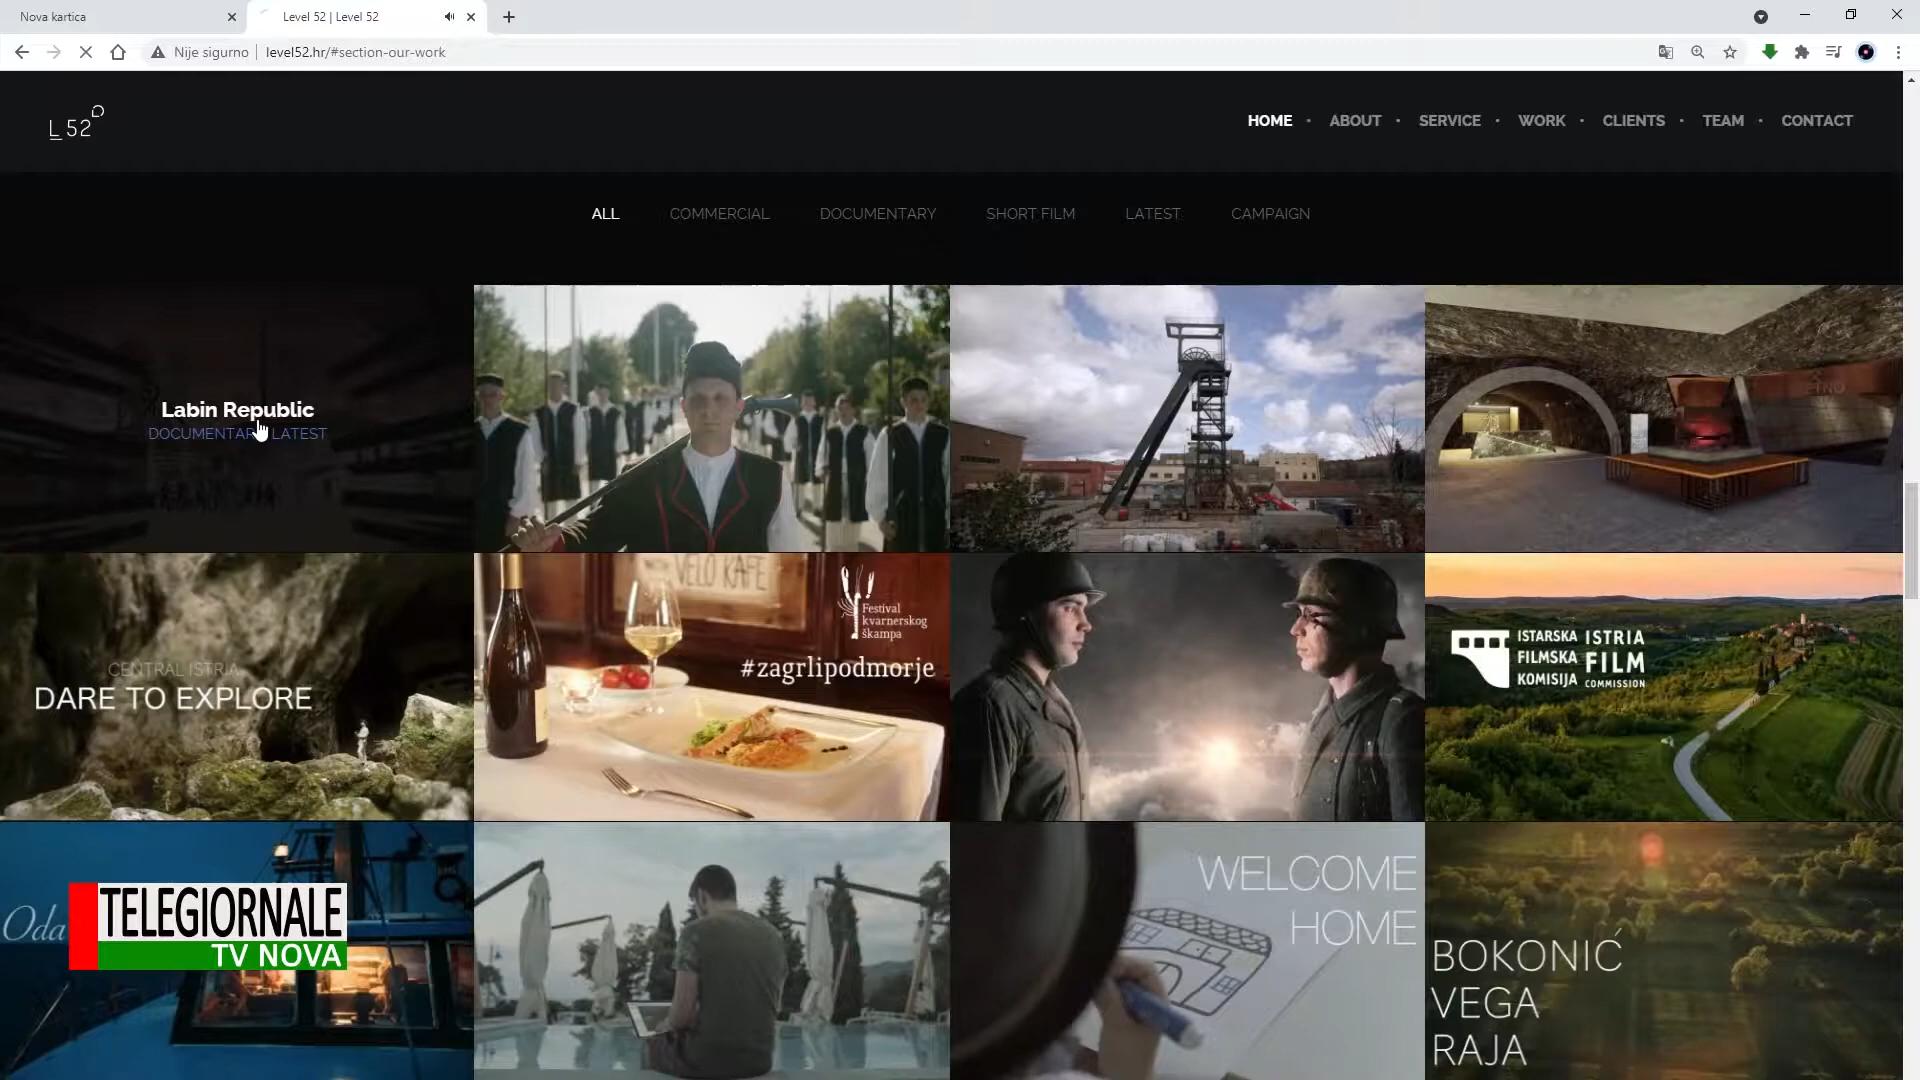 Nova kartica
Level 52 | Level 52
Nije sigurno
level52.hr/#section-our-work
L 52
HOME • ABOUT • SERVICE • WORK • CLIENTS • TEAM • CONTACT
ALL COMMERCIAL DOCUMENTARY SHORT FILM LATEST CAMPAIGN
Labin Republic
LATEST
VELO KAFE
Festival
kvarnerskog
škampa
#zagrlipodmorje
CENTRAL ISTRIA
DARE TO EXPLORE
ISTARSKA
FILMSKA
KOMISIJA
ISTRIA
FILM
COMMISSION
Oda
TELEGIORNALE
TV NOVA
WELCOME
HOME
BOKONIĆ
VEGA
RAJA